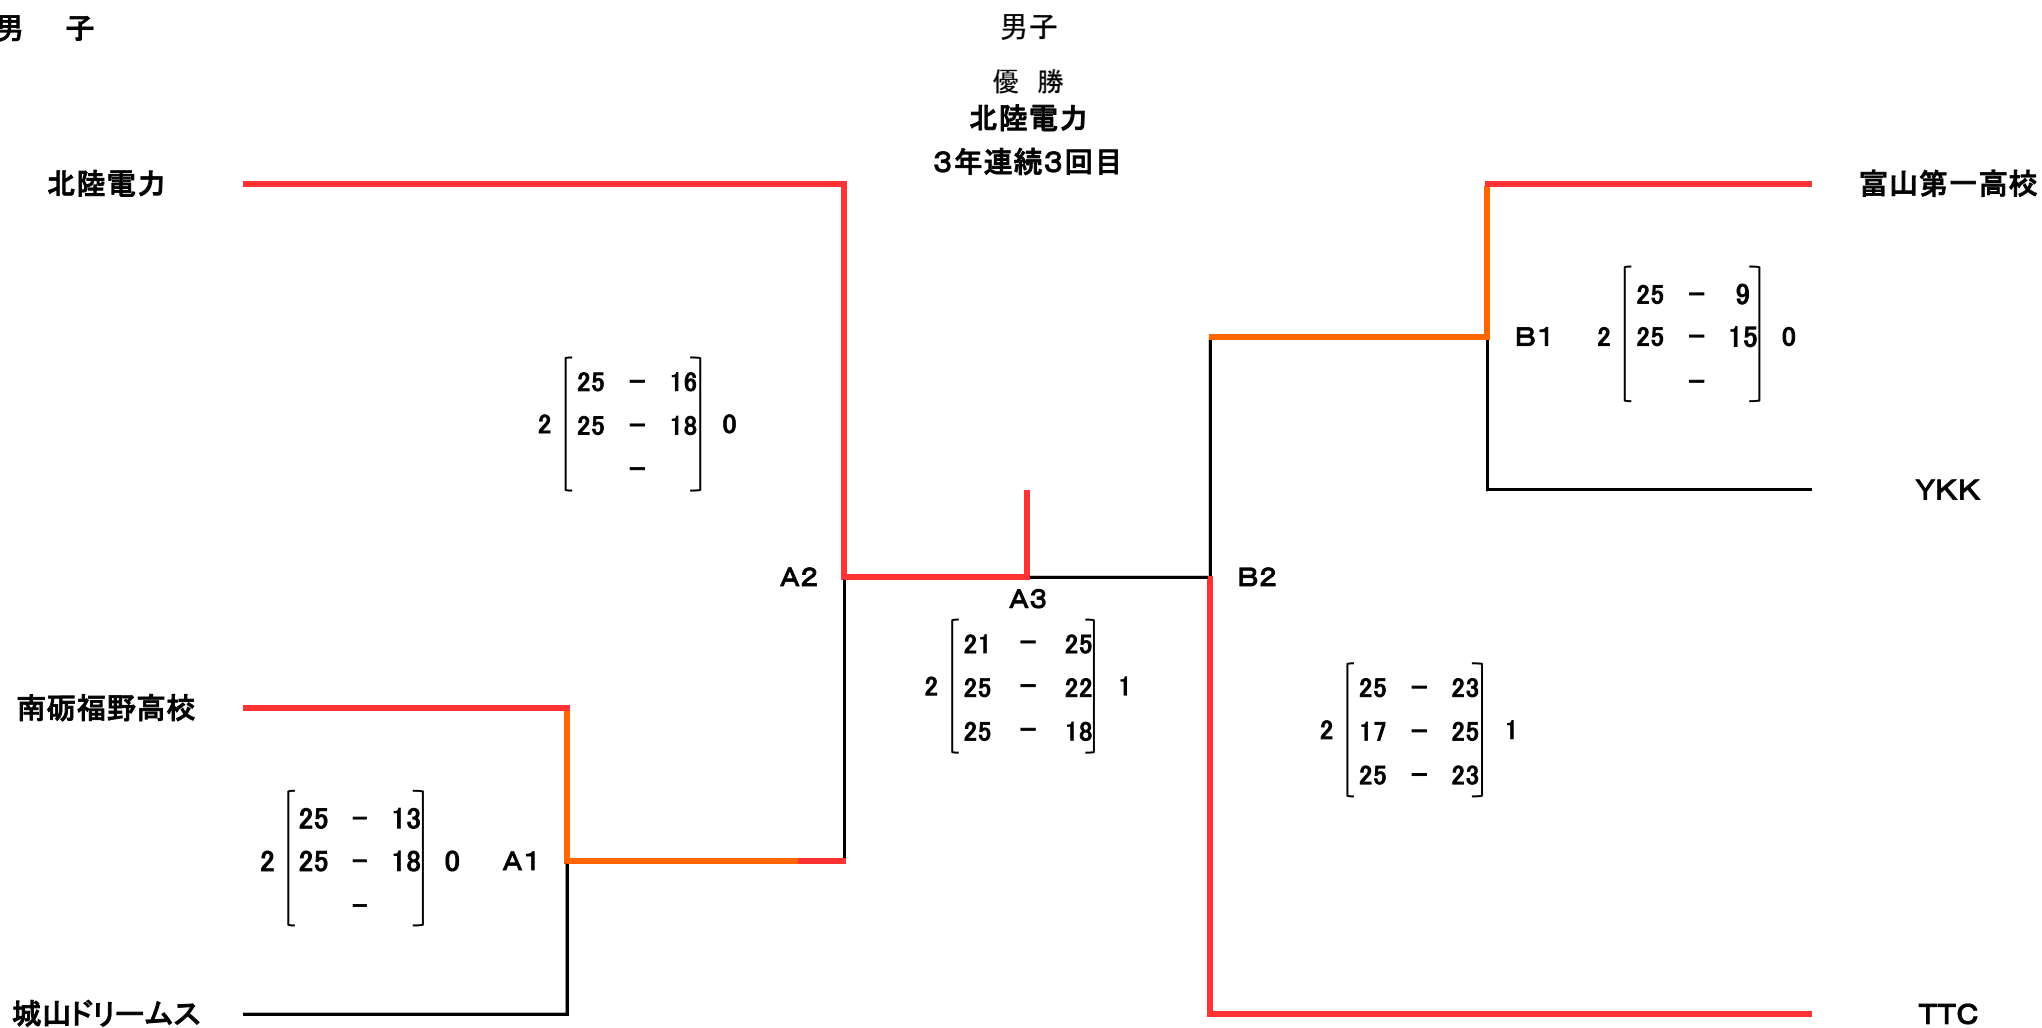 男　子
男子
優　勝
北陸電力
３年連続３回目
北陸電力
富山第一高校
25 － 9
B1 2 25 － 15 0
－
25 － 16
2 25 － 18 0
－
YKK
A2
B2
A3
21 － 25
2 25 － 22 1
25 － 18
25 － 23
2 17 － 25 1
25 － 23
南砺福野高校
25 － 13
2 25 － 18 0 A1
－
城山ドリームス
TTC